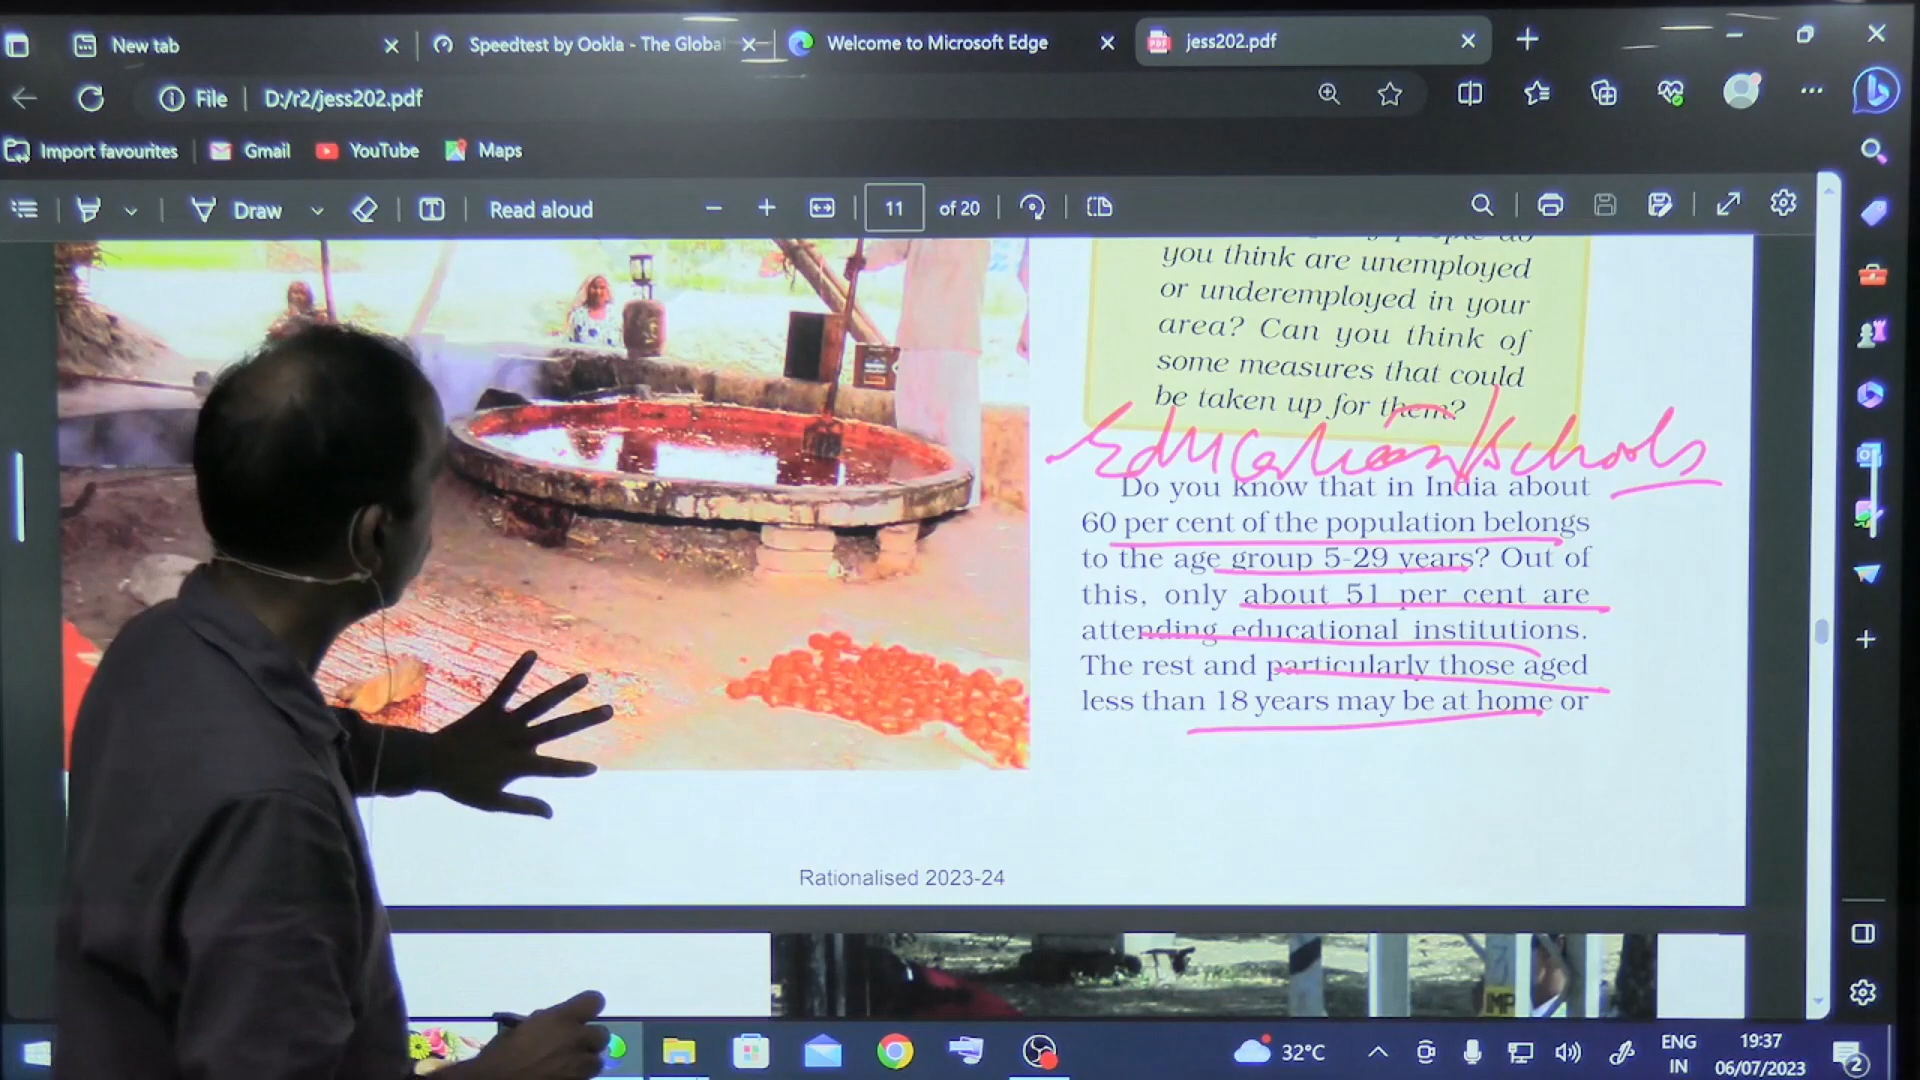 New tab
Speedtest by Ookla - The Global
Welcome to Microsoft Edge
jess202.pdf
File
D:/r2/jess202.pdf
Import favourites
Gmail
YouTube
Maps
Draw
Read aloud
11
of 20
you think are unemployed
or underemployed in your
area? Can you think of
some measures that could
be taken up for them?
Education/schools
Do you know that in India about
60 per cent of the population belongs
to the age group 5-29 years? Out of
this, only about 51 per cent are
attending educational institutions.
The rest and particularly those aged
less than 18 years may be at home or
Rationalised 2023-24
IMP
32°C
ENG
IN
19:37
06/07/2023
2